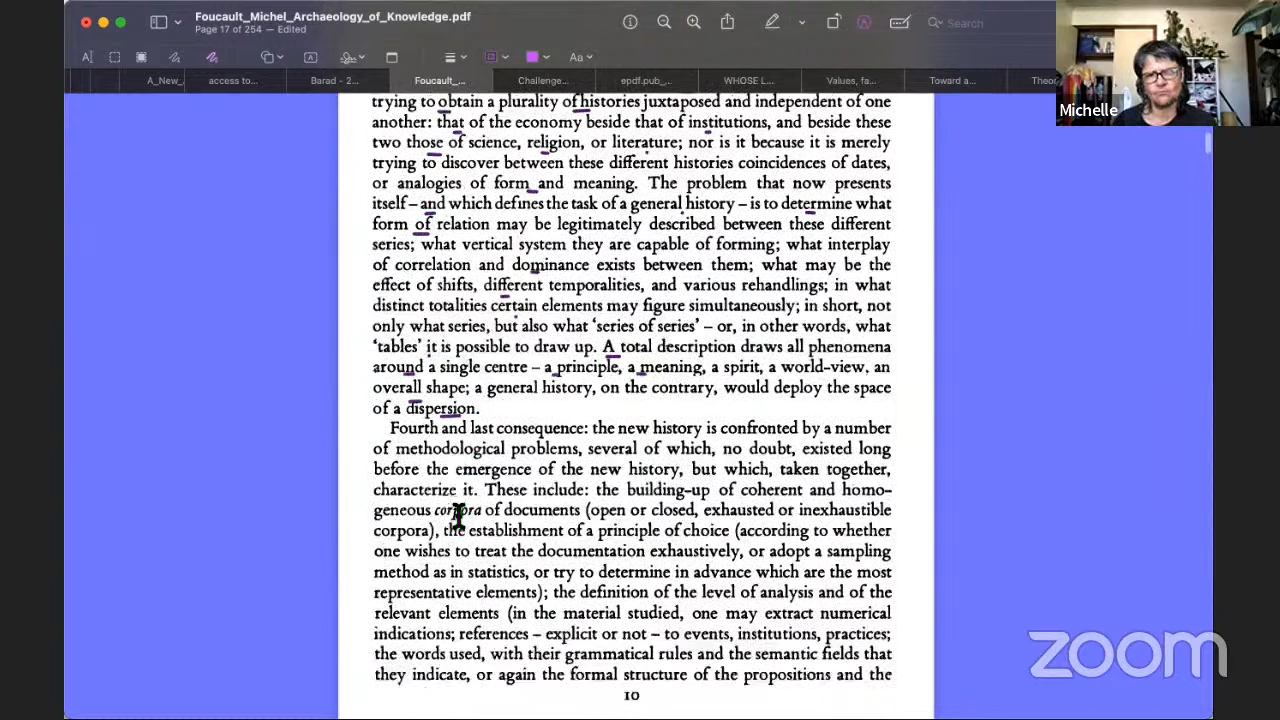 Foucault_Michel_Archaeology_of_Knowledge.pdf
Page 17 of 254 — Edited
Search
Aa
A_New_
access to...
Barad - 2...
Foucault_...
Challenge...
epdf.pub_...
WHOSE L...
Values, fa...
Toward a...
Theor
Michelle
trying to obtain a plurality of histories juxtaposed and independent of one
another: that of the economy beside that of institutions, and beside these
two those of science, religion, or literature; nor is it because it is merely
trying to discover between these different histories coincidences of dates,
or analogies of form and meaning. The problem that now presents
itself – and which defines the task of a general history – is to determine what
form of relation may be legitimately described between these different
series; what vertical system they are capable of forming; what interplay
of correlation and dominance exists between them; what may be the
effect of shifts, different temporalities, and various rehandlings; in what
distinct totalities certain elements may figure simultaneously; in short, not
only what series, but also what ‘series of series’ – or, in other words, what
‘tables’ it is possible to draw up. A total description draws all phenomena
around a single centre – a principle, a meaning, a spirit, a world-view, an
overall shape; a general history, on the contrary, would deploy the space
of a dispersion.
Fourth and last consequence: the new history is confronted by a number
of methodological problems, several of which, no doubt, existed long
before the emergence of the new history, but which, taken together,
characterize it. These include: the building-up of coherent and homo-
geneous corpora of documents (open or closed, exhausted or inexhaustible
corpora), the establishment of a principle of choice (according to whether
one wishes to treat the documentation exhaustively, or adopt a sampling
method as in statistics, or try to determine in advance which are the most
representative elements); the definition of the level of analysis and of the
relevant elements (in the material studied, one may extract numerical
indications; references – explicit or not – to events, institutions, practices;
the words used, with their grammatical rules and the semantic fields that
they indicate, or again the formal structure of the propositions and the
10
zoom